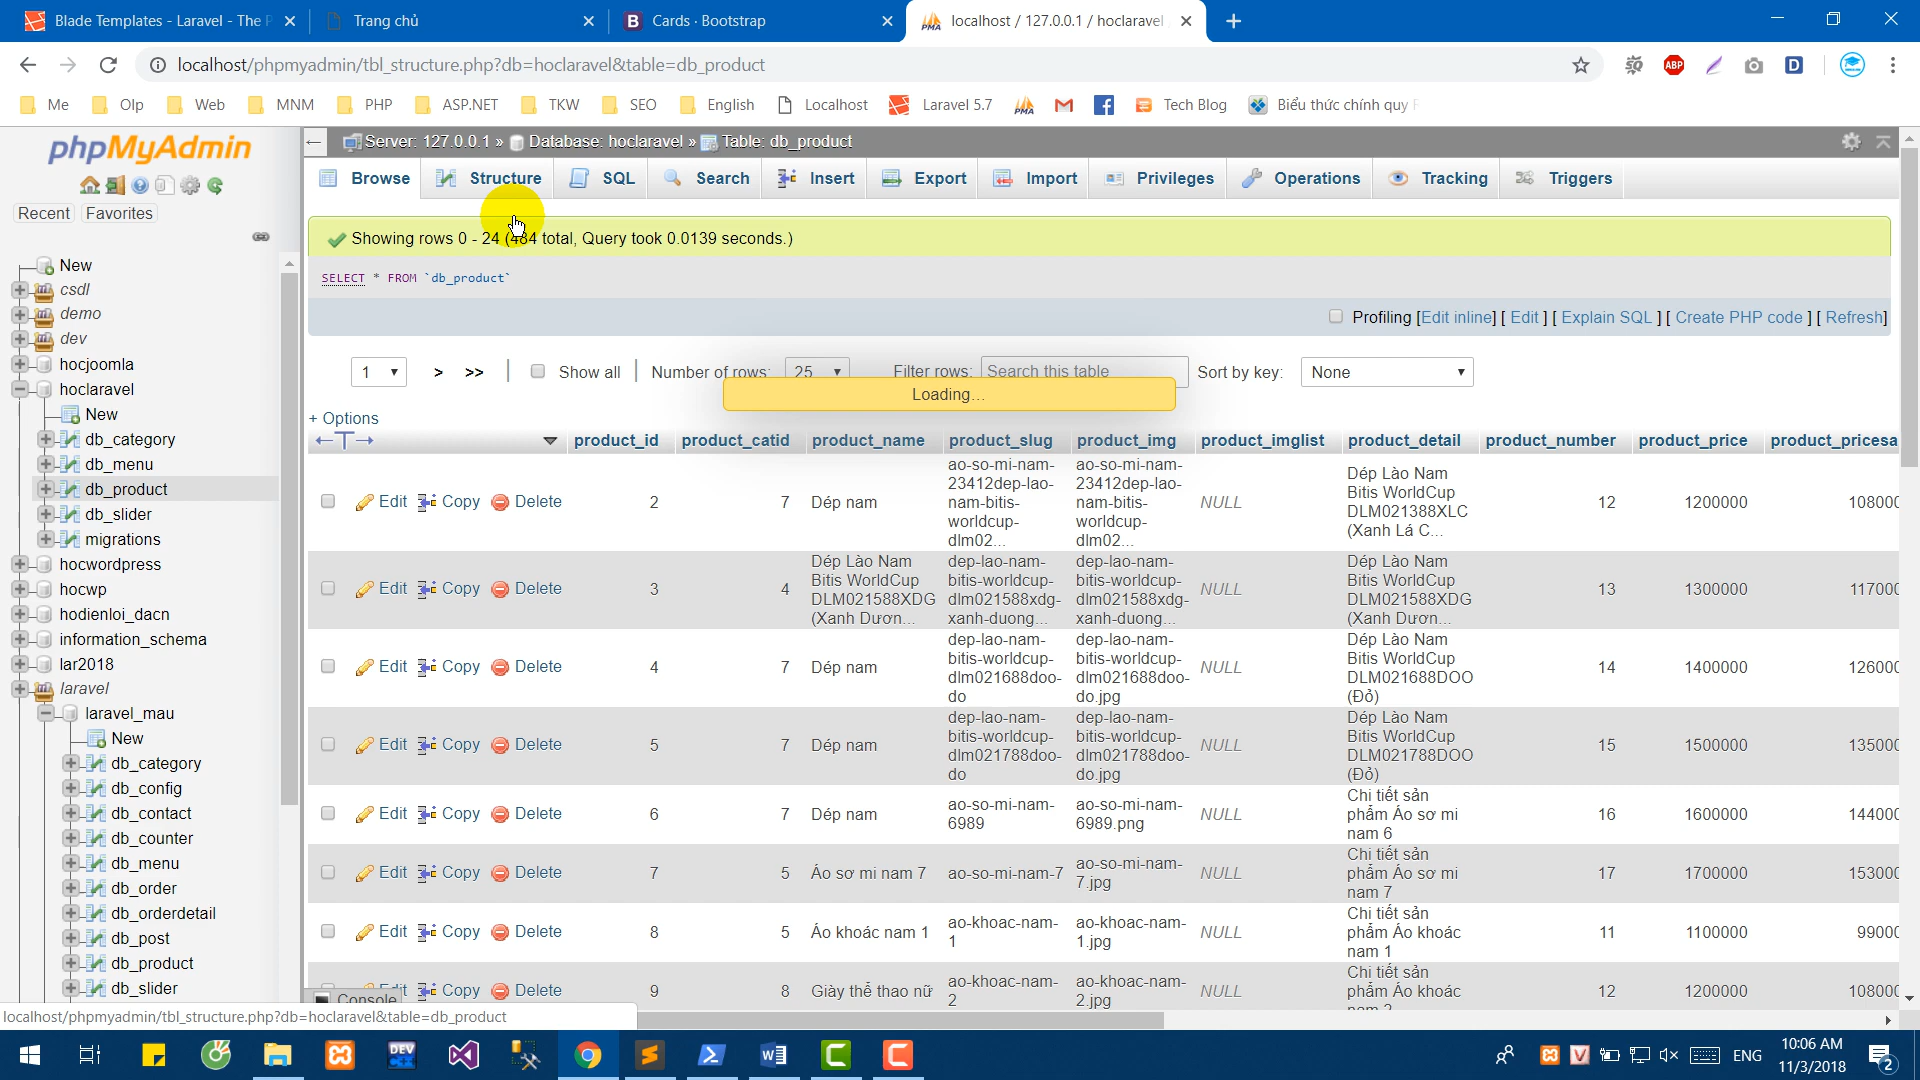 Blade Templates - Laravel - The P
Trang chủ
Cards · Bootstrap
localhost / 127.0.0.1 / hoclaravel
localhost/phpmyadmin/tbl_structure.php?db=hoclaravel&table=db_product
Me Olp Web MNM PHP ASP.NET TKW SEO English Localhost Laravel 5.7 PMA Tech Blog Biểu thức chính quy
phpMyAdmin
Recent Favorites
New
csdl
demo
dev
hocjoomla
hoclaravel
New
db_category
db_menu
db_product
db_slider
migrations
hocwordpress
hocwp
hodienloi_dacn
information_schema
lar2018
laravel
laravel_mau
New
db_category
db_config
db_contact
db_counter
db_menu
db_order
db_orderdetail
db_post
db_product
db_slider
Server: 127.0.0.1 » Database: hoclaravel » Table: db_product
Browse Structure SQL Search Insert Export Import Privileges Operations Tracking Triggers
Showing rows 0 - 24 (484 total, Query took 0.0139 seconds.)
SELECT * FROM `db_product`
Profiling [Edit inline] [ Edit ] [ Explain SQL ] [ Create PHP code ] [ Refresh]
1 > >> Show all Number of rows: 25 Filter rows: Search this table Sort by key: None
Loading...
+ Options
←T→ product_id product_catid product_name product_slug product_img product_imglist product_detail product_number product_price product_pricesa
Edit Copy Delete 2 7 Dép nam
ao-so-mi-nam-
23412dep-lao-
nam-bitis-
worldcup-
dlm02...
ao-so-mi-nam-
23412dep-lao-
nam-bitis-
worldcup-
dlm02...
NULL
Dép Lào Nam
Bitis WorldCup
DLM021388XLC
(Xanh Lá C...
12 1200000 108000
Edit Copy Delete 3 4
Dép Lào Nam
Bitis WorldCup
DLM021588XDG
(Xanh Dươn...
dep-lao-nam-
bitis-worldcup-
dlm021588xdg-
xanh-duong...
dep-lao-nam-
bitis-worldcup-
dlm021588xdg-
xanh-duong...
NULL
Dép Lào Nam
Bitis WorldCup
DLM021588XDG
(Xanh Dươn...
13 1300000 117000
Edit Copy Delete 4 7 Dép nam
dep-lao-nam-
bitis-worldcup-
dlm021688doo-
do
dep-lao-nam-
bitis-worldcup-
dlm021688doo-
do.jpg
NULL
Dép Lào Nam
Bitis WorldCup
DLM021688DOO
(Đỏ)
14 1400000 126000
Edit Copy Delete 5 7 Dép nam
dep-lao-nam-
bitis-worldcup-
dlm021788doo-
do
dep-lao-nam-
bitis-worldcup-
dlm021788doo-
do.jpg
NULL
Dép Lào Nam
Bitis WorldCup
DLM021788DOO
(Đỏ)
15 1500000 135000
Edit Copy Delete 6 7 Dép nam
ao-so-mi-nam-
6989
ao-so-mi-nam-
6989.png
NULL
Chi tiết sản
phẩm Áo sơ mi
nam 6
16 1600000 144000
Edit Copy Delete 7 5 Áo sơ mi nam 7 ao-so-mi-nam-7
ao-so-mi-nam-
7.jpg
NULL
Chi tiết sản
phẩm Áo sơ mi
nam 7
17 1700000 153000
Edit Copy Delete 8 5 Áo khoác nam 1
ao-khoac-nam-
1
ao-khoac-nam-
1.jpg
NULL
Chi tiết sản
phẩm Áo khoác
nam 1
11 1100000 99000
Edit Copy Delete 9 8 Giày thể thao nữ
ao-khoac-nam-
2
ao-khoac-nam-
2.jpg
NULL
Chi tiết sản
phẩm Áo khoác
nam 2
12 1200000 108000
Console
localhost/phpmyadmin/tbl_structure.php?db=hoclaravel&table=db_product
ENG
10:06 AM
11/3/2018
2